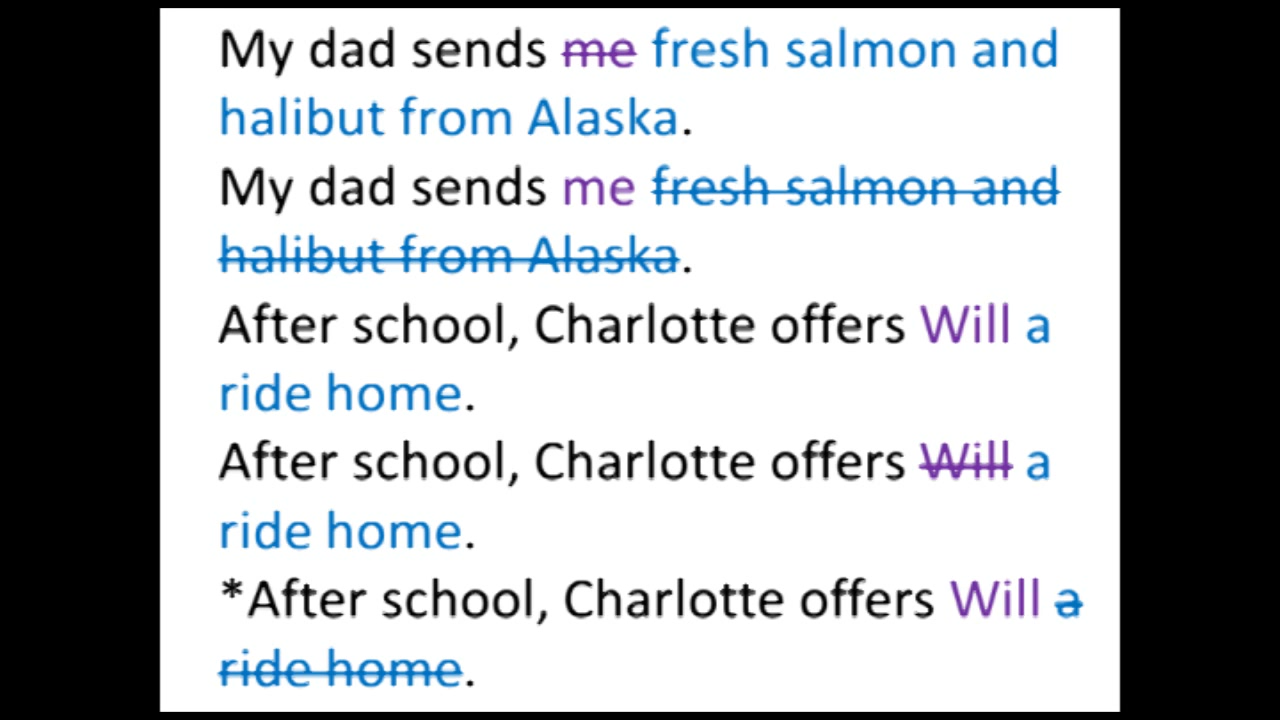 My dad sends me fresh salmon and
halibut from Alaska.
My dad sends me fresh salmon and
halibut from Alaska.
After school, Charlotte offers Will a
ride home.
After school, Charlotte offers Will a
ride home.
*After school, Charlotte offers Will a
ride home.